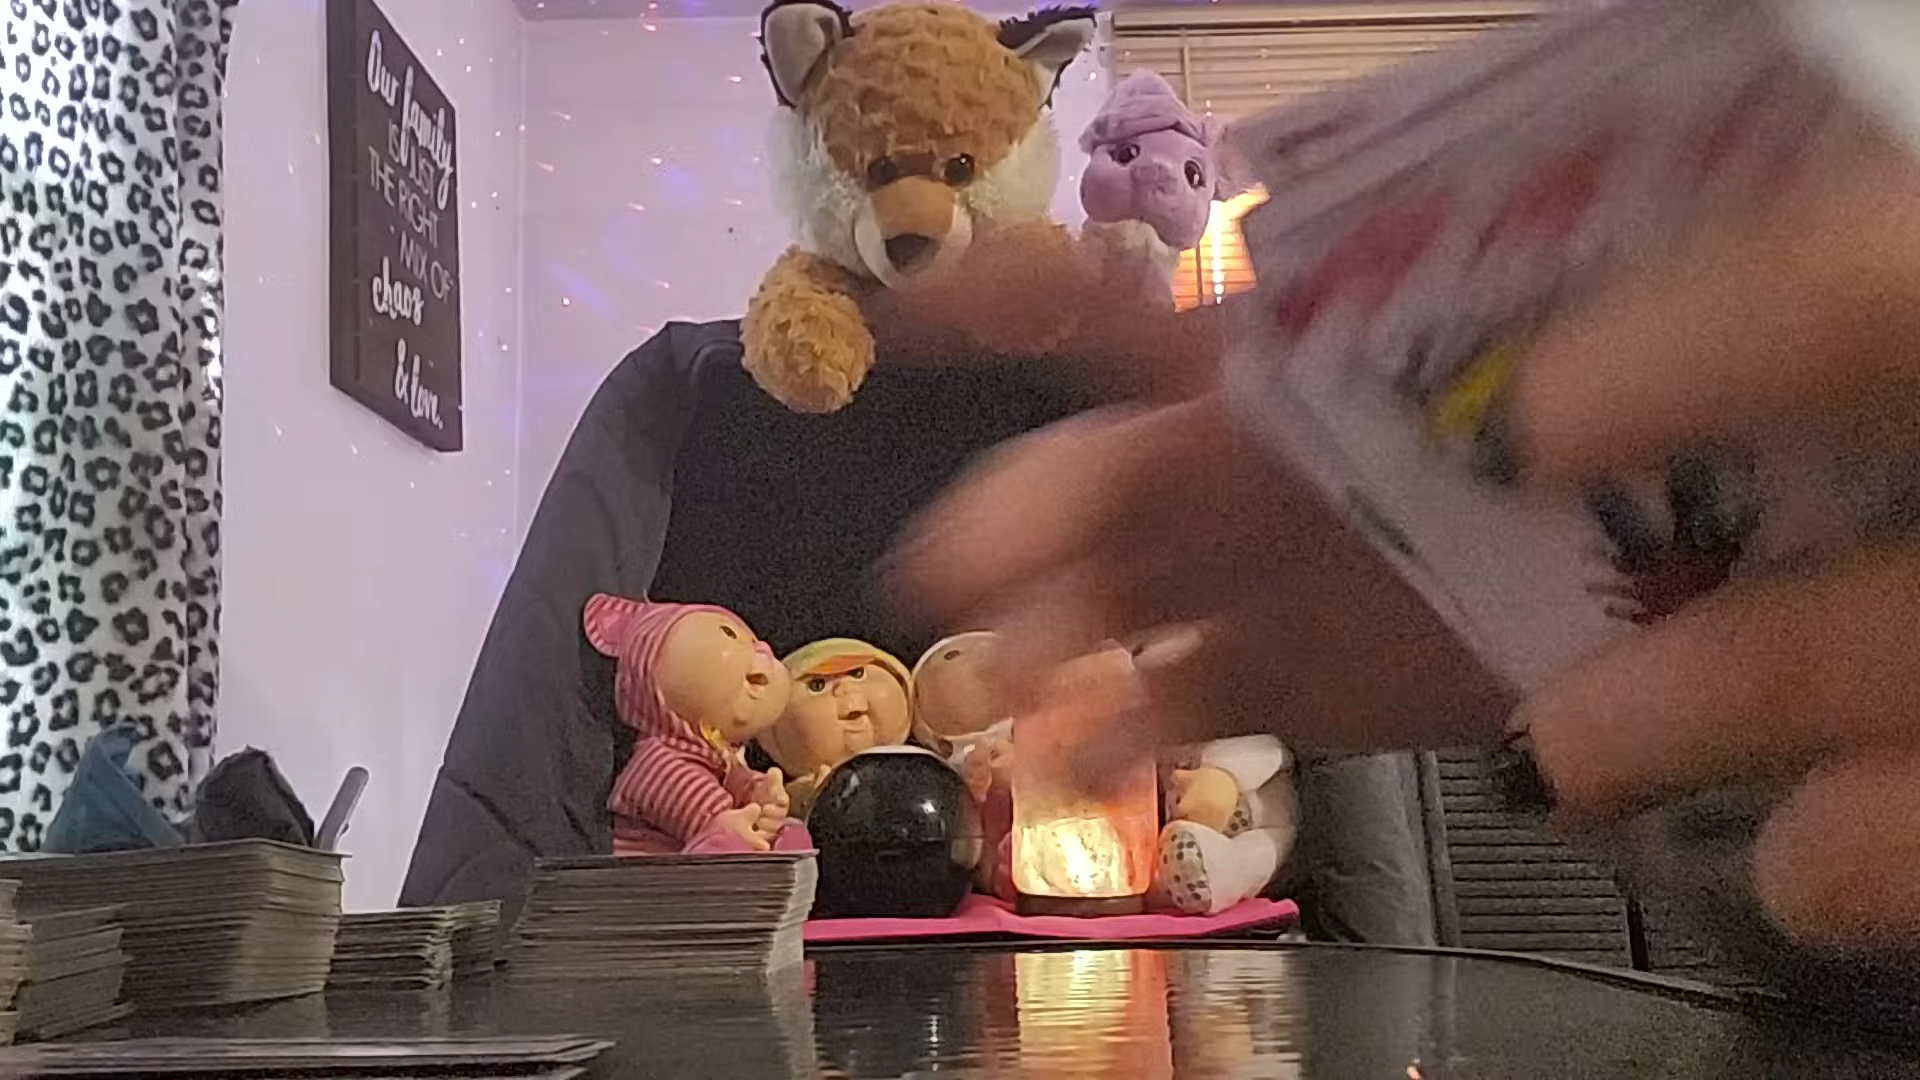 Our family
IS JUST
THE RIGHT
MIX OF
chaos
& love.